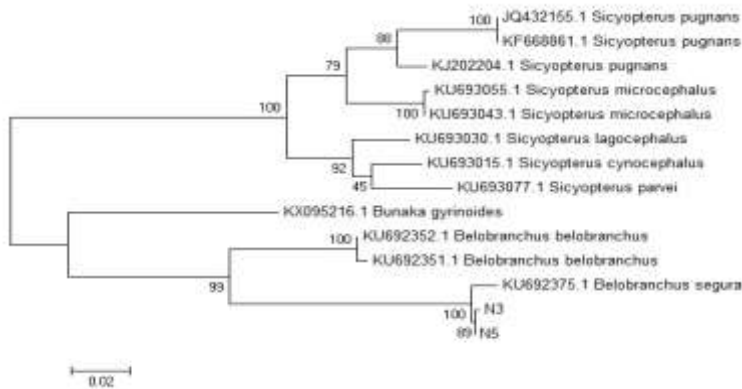 100
JQ432155.1 Sicyopterus pugnans
KF668861.1 Sicyopterus pugnans
88
KJ202204.1 Sicyopterus pugnans
79
KU693055.1 Sicyopterus microcephalus
100
KU693043.1 Sicyopterus microcephalus
100
KU693030.1 Sicyopterus lagocephalus
92
KU693015.1 Sicyopterus cynocephalus
45
KU693077.1 Sicyopterus parvei
KX095216.1 Bunaka gyrinoides
100
KU692352.1 Belobranchus belobranchus
KU692351.1 Belobranchus belobranchus
99
KU692375.1 Belobranchus segura
100
N3
89
N5
0.02